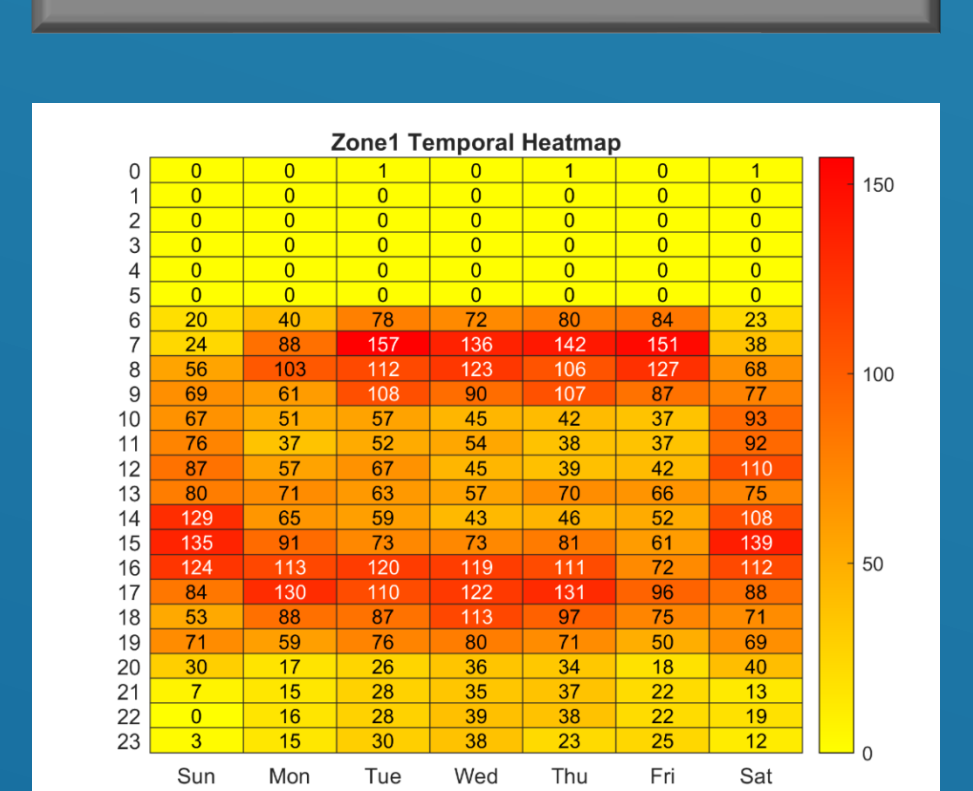 Zone1 Temporal Heatmap
0 0 0 1 0 1 0 1
1 0 0 0 0 0 0 0
2 0 0 0 0 0 0 0
3 0 0 0 0 0 0 0
4 0 0 0 0 0 0 0
5 0 0 0 0 0 0 0
6 20 40 78 72 80 84 23
7 24 88 157 136 142 151 38
8 56 103 112 123 106 127 68
9 69 61 108 90 107 87 77
10 67 51 57 45 42 37 93
11 76 37 52 54 38 37 92
12 87 57 67 45 39 42 110
13 80 71 63 57 70 66 75
14 129 65 59 43 46 52 108
15 135 91 73 73 81 61 139
16 124 113 120 119 111 72 112
17 84 130 110 122 131 96 88
18 53 88 87 113 97 75 71
19 71 59 76 80 71 50 69
20 30 17 26 36 34 18 40
21 7 15 28 35 37 22 13
22 0 16 28 39 38 22 19
23 3 15 30 38 23 25 12
Sun Mon Tue Wed Thu Fri Sat
150
100
50
0